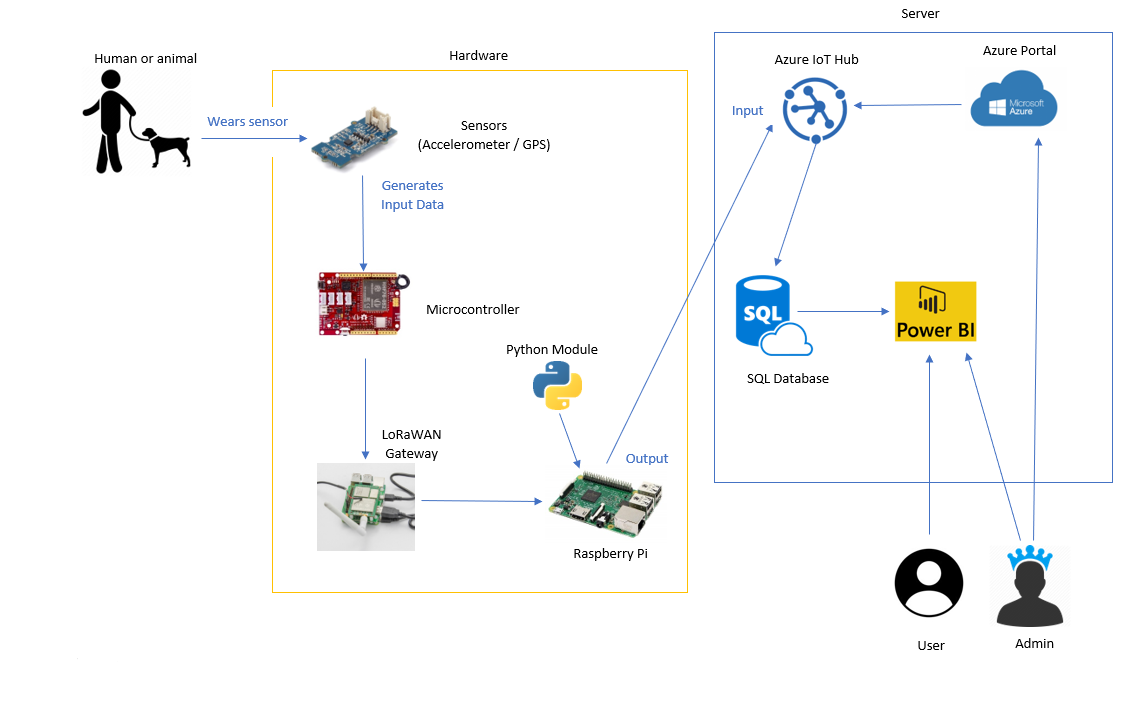 Server
Human or animal
Hardware
Azure IoT Hub
Azure Portal
Wears sensor
Sensors
(Accelerometer / GPS)
Input
Microsoft
Azure
Generates
Input Data
Microcontroller
SQL
Power BI
Python Module
SQL Database
LoRaWAN
Gateway
Output
Raspberry Pi
User
Admin